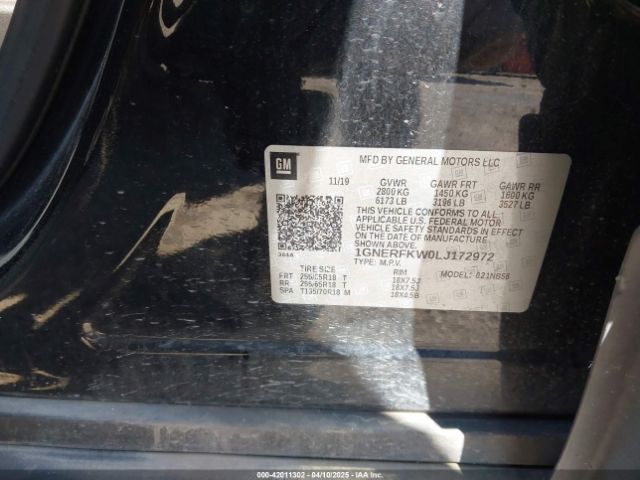 GM
MFD BY GENERAL MOTORS LLC
11/19 GVWR GAWR FRT GAWR RR
2800 KG 1450 KG 1600 KG
6173 LB 3196 LB 3527 LB
THIS VEHICLE CONFORMS TO ALL
APPLICABLE U.S. FEDERAL MOTOR
VEHICLE SAFETY STANDARDS IN EFFECT
ON THE DATE OF MANUFACTURE
SHOWN ABOVE.
1GNERFKW0LJ172972
TYPE: M.P.V. MODEL:
TIRE SIZE RIM
FRT 255/65R18 T 18X7.5J
RR 255/65R18 T 18X7.5J
SPA T135/70R18 M 18X4.5B
000-42011302 - 04/10/2025 - COPYRIGHT IAA, LLC